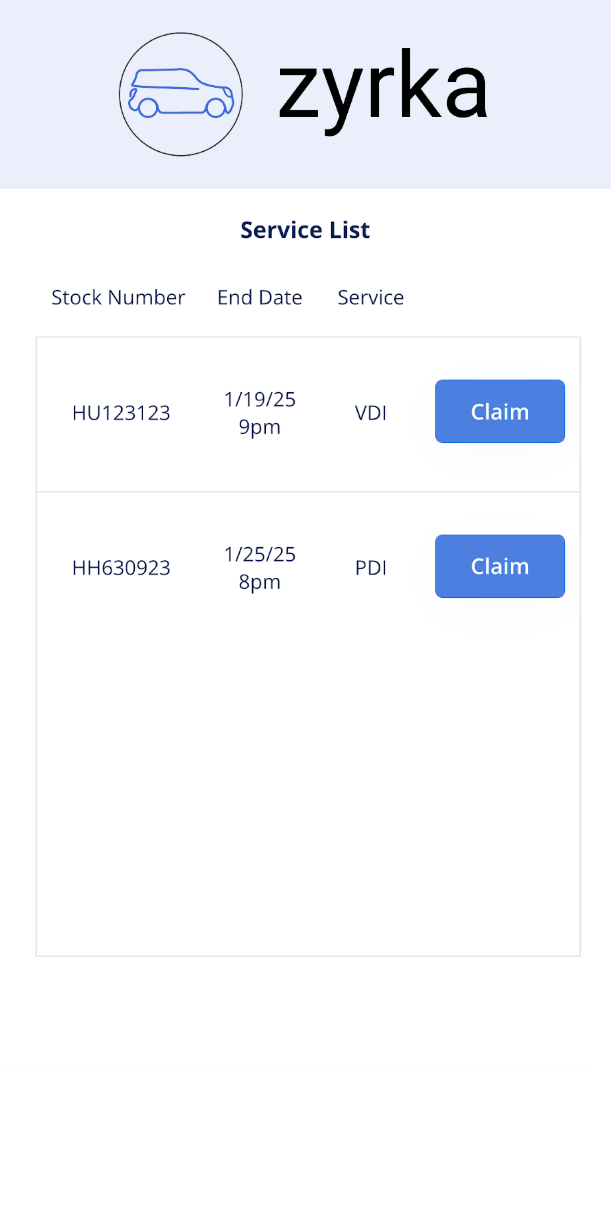 zyrka
Service List
Stock Number End Date Service
HU123123 1/19/25 9pm VDI Claim
HH630923 1/25/25 8pm PDI Claim